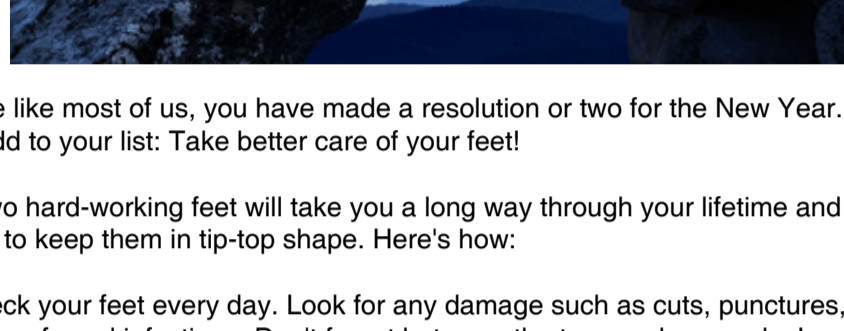 like most of us, you have made a resolution or two for the New Year.
to your list: Take better care of your feet!
hard-working feet will take you a long way through your lifetime and
to keep them in tip-top shape. Here's how:
your feet every day. Look for any damage such as cuts, punctures,